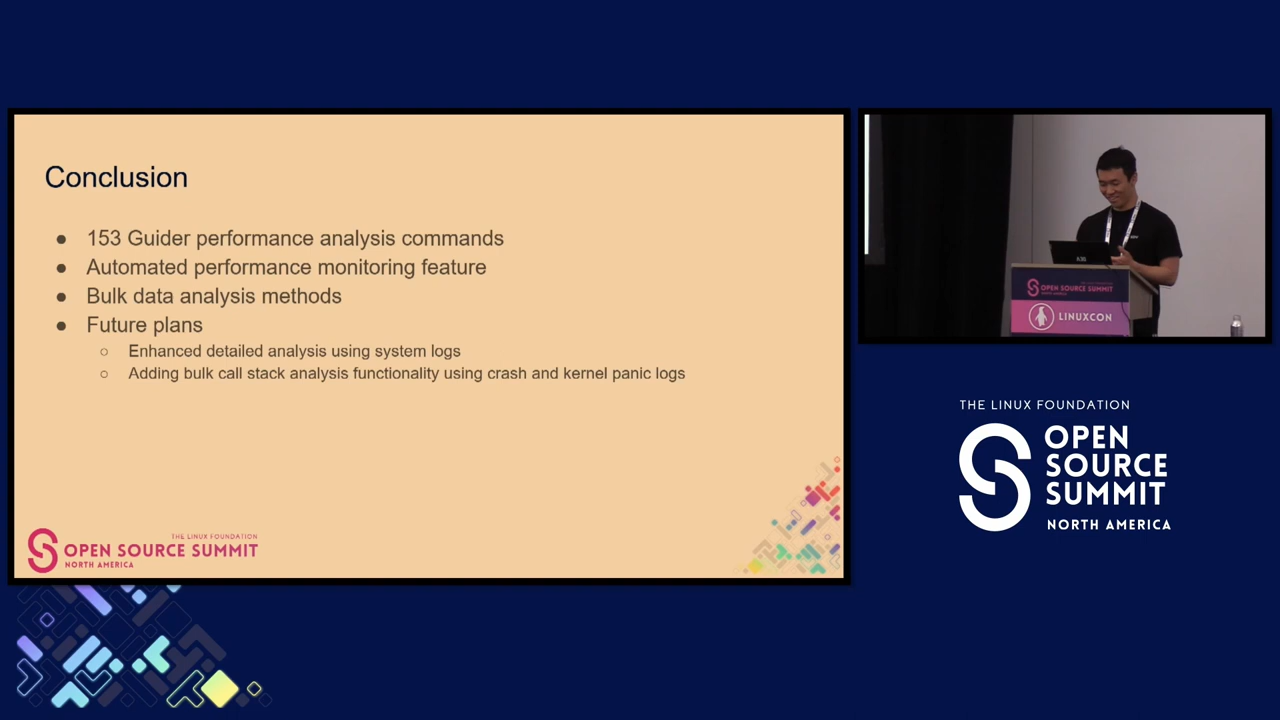 Conclusion
● 153 Guider performance analysis commands
● Automated performance monitoring feature
● Bulk data analysis methods
● Future plans
○ Enhanced detailed analysis using system logs
○ Adding bulk call stack analysis functionality using crash and kernel panic logs
THE LINUX FOUNDATION
OPEN SOURCE SUMMIT
NORTH AMERICA
OPEN SOURCE SUMMIT
LINUXCON
THE LINUX FOUNDATION
OPEN
SOURCE
SUMMIT
NORTH AMERICA